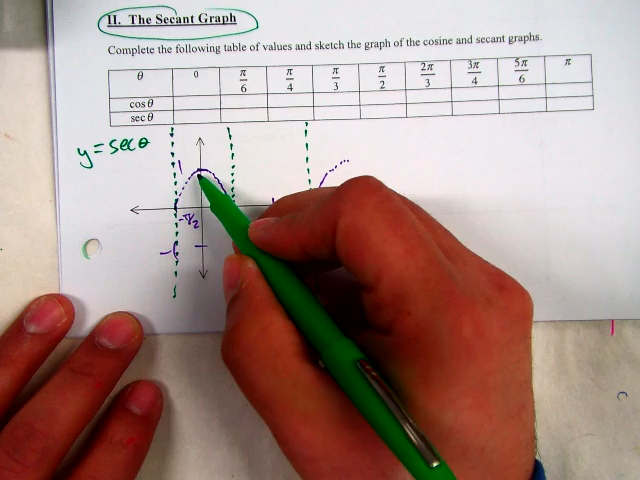 II. The Secant Graph
Complete the following table of values and sketch the graph of the cosine and secant graphs.
θ 0 π/6 π/4 π/3 π/2 2π/3 3π/4 5π/6 π
cos θ
sec θ
y = sec θ
1
-π/2